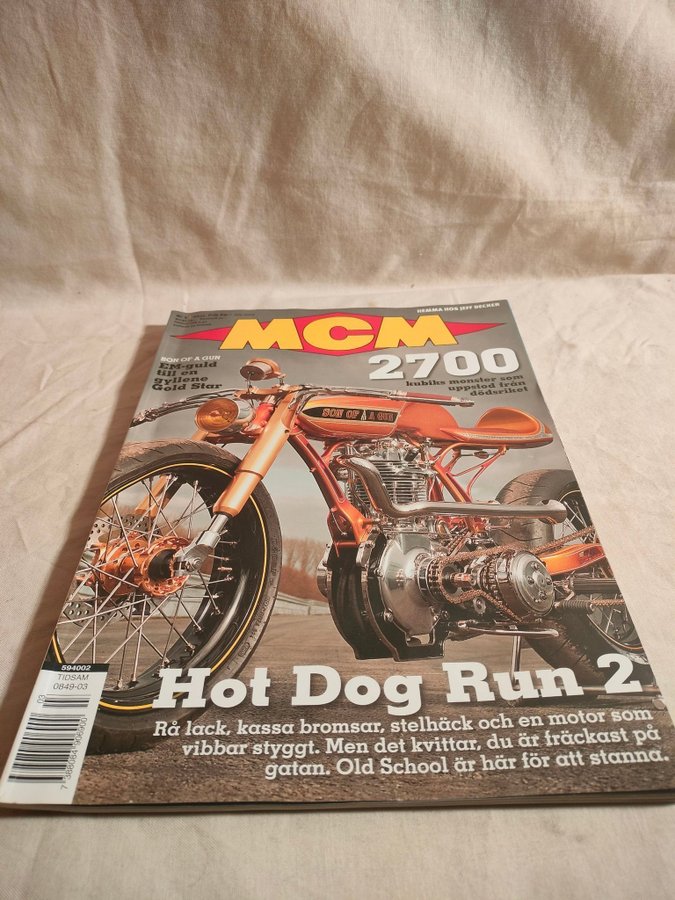 HEMMA HOS JEFF DECKER
MCM
SON OF A GUN
EM-guld
till en
gyllene
Gold Star
2700
kubiks monster som
uppstod från
dödsriket
SON OF A GUN
Hot Dog Run 2
Rå lack, kassa bromsar, stelhäck och en motor som
vibbar styggt. Men det kvittar, du är fräckast på
gatan. Old School är här för att stanna.
594002
TIDSAM
0849-03
03